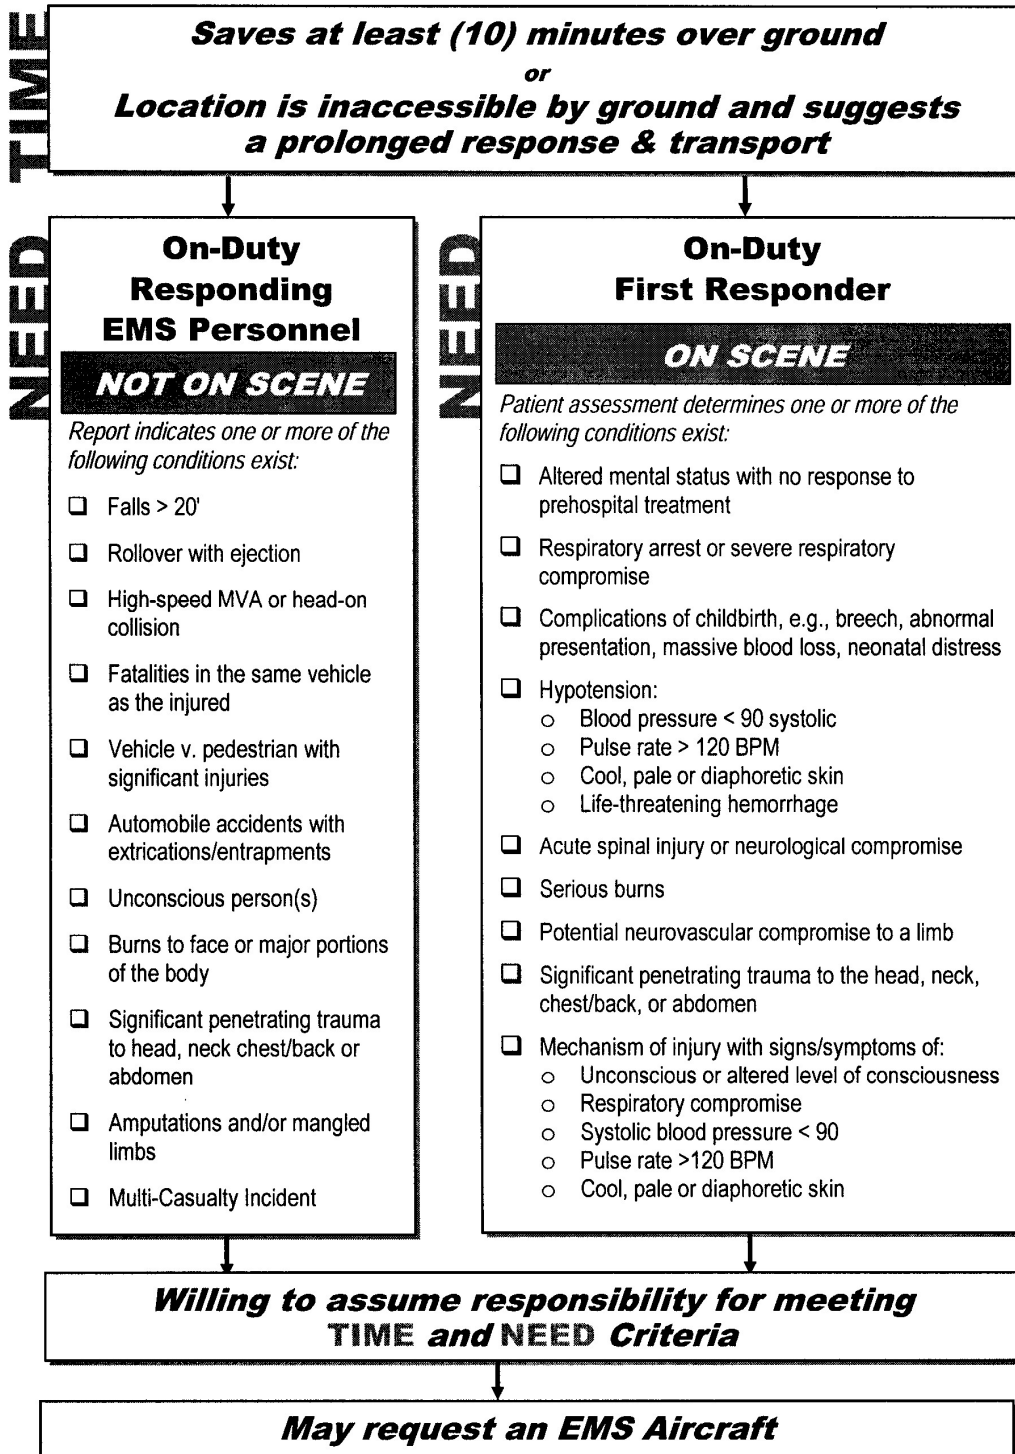 TIME
Saves at least (10) minutes over ground
or
Location is inaccessible by ground and suggests
a prolonged response & transport
NEED
On-Duty
Responding
EMS Personnel
NOT ON SCENE
Report indicates one or more of the
following conditions exist:
❑ Falls > 20'
❑ Rollover with ejection
❑ High-speed MVA or head-on
collision
❑ Fatalities in the same vehicle
as the injured
❑ Vehicle v. pedestrian with
significant injuries
❑ Automobile accidents with
extrications/entrapments
❑ Unconscious person(s)
❑ Burns to face or major portions
of the body
❑ Significant penetrating trauma
to head, neck chest/back or
abdomen
❑ Amputations and/or mangled
limbs
❑ Multi-Casualty Incident
NEED
On-Duty
First Responder
ON SCENE
Patient assessment determines one or more of the
following conditions exist:
❑ Altered mental status with no response to
prehospital treatment
❑ Respiratory arrest or severe respiratory
compromise
❑ Complications of childbirth, e.g., breech, abnormal
presentation, massive blood loss, neonatal distress
❑ Hypotension:
o Blood pressure < 90 systolic
o Pulse rate > 120 BPM
o Cool, pale or diaphoretic skin
o Life-threatening hemorrhage
❑ Acute spinal injury or neurological compromise
❑ Serious burns
❑ Potential neurovascular compromise to a limb
❑ Significant penetrating trauma to the head, neck,
chest/back, or abdomen
❑ Mechanism of injury with signs/symptoms of:
o Unconscious or altered level of consciousness
o Respiratory compromise
o Systolic blood pressure < 90
o Pulse rate >120 BPM
o Cool, pale or diaphoretic skin
Willing to assume responsibility for meeting
TIME and NEED Criteria
May request an EMS Aircraft